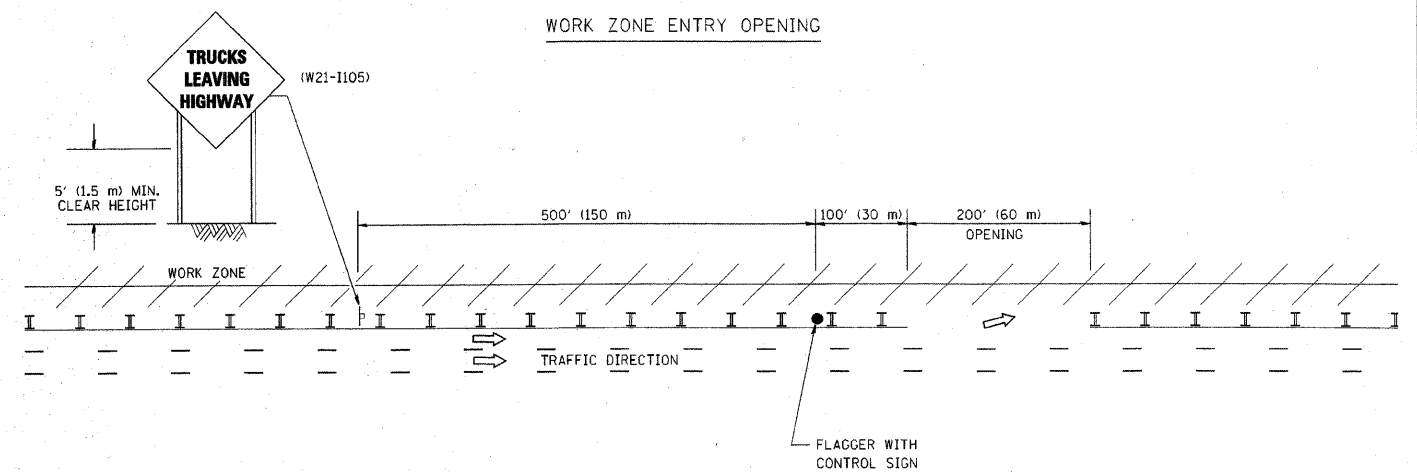 WORK ZONE ENTRY OPENING
TRUCKS
LEAVING
HIGHWAY
(W21-I105)
5' (1.5 m) MIN.
CLEAR HEIGHT
500' (150 m)
100' (30 m)
200' (60 m)
OPENING
WORK ZONE
TRAFFIC DIRECTION
FLAGGER WITH
CONTROL SIGN